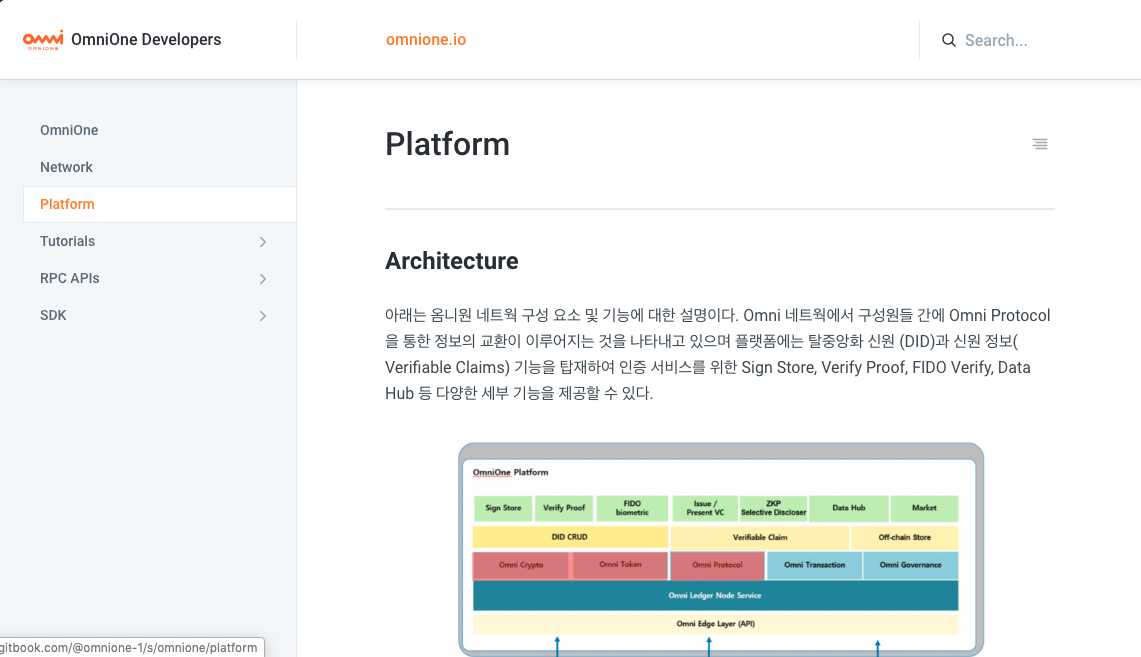 OMNIONE
OmniOne Developers
omnione.io
Search...
OmniOne
Network
Platform
Tutorials
RPC APIs
SDK
Platform
Architecture
아래는 옴니원 네트웍 구성 요소 및 기능에 대한 설명이다. Omni 네트웍에서 구성원들 간에 Omni Protocol
을 통한 정보의 교환이 이루어지는 것을 나타내고 있으며 플랫폼에는 탈중앙화 신원 (DID)과 신원 정보(
Verifiable Claims) 기능을 탑재하여 인증 서비스를 위한 Sign Store, Verify Proof, FIDO Verify, Data
Hub 등 다양한 세부 기능을 제공할 수 있다.
OmniOne Platform
Sign Store
Verify Proof
FIDO
biometric
Issue /
Present VC
ZKP
Selective Discloser
Data Hub
Market
DID CRUD
Verifiable Claim
Off-chain Store
Omni Crypto
Omni Token
Omni Protocol
Omni Transaction
Omni Governance
Omni Ledger Node Service
Omni Edge Layer (API)
gitbook.com/@omnione-1/s/omnione/platform